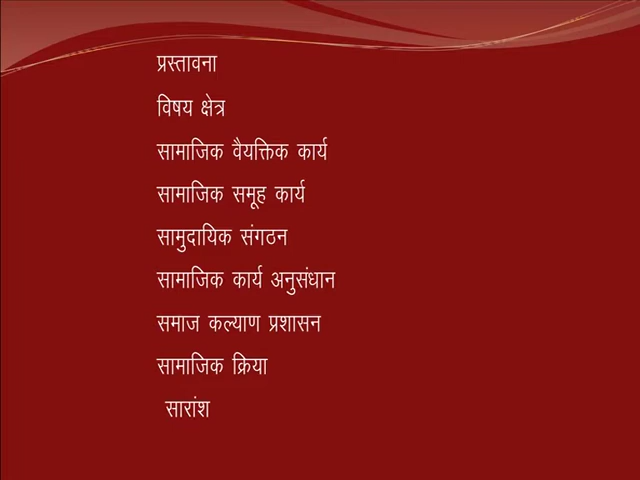 प्रस्तावना
विषय क्षेत्र
सामाजिक वैयक्तिक कार्य
सामाजिक समूह कार्य
सामुदायिक संगठन
सामाजिक कार्य अनुसंधान
समाज कल्याण प्रशासन
सामाजिक क्रिया
सारांश